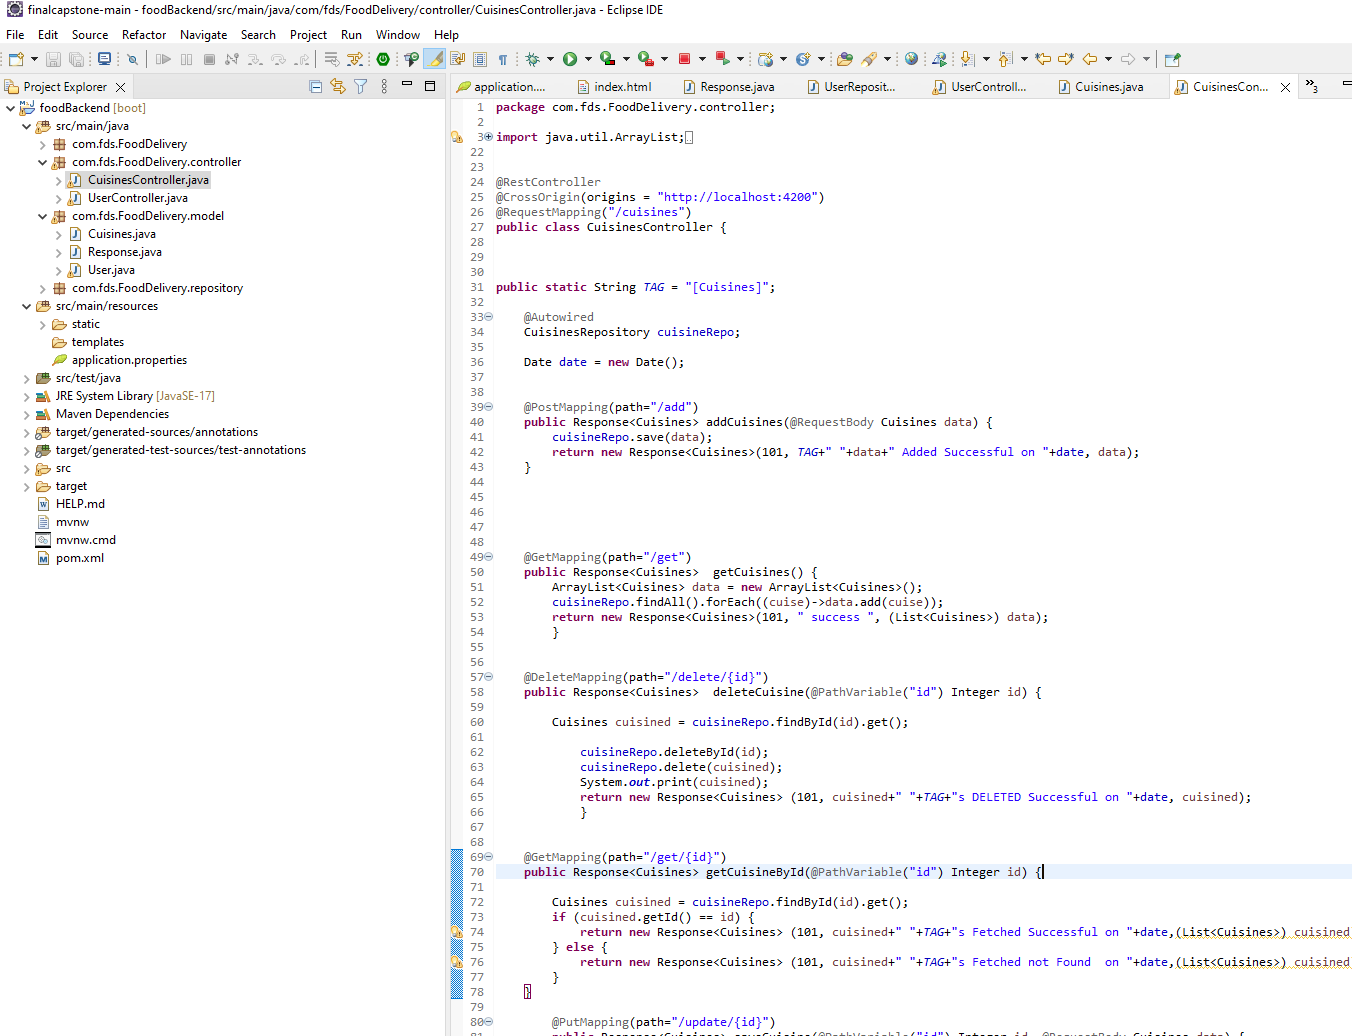 finalcapstone-main - foodBackend/src/main/java/com/fds/FoodDelivery/controller/CuisinesController.java - Eclipse IDE
File Edit Source Refactor Navigate Search Project Run Window Help
Project Explorer
foodBackend [boot]
src/main/java
com.fds.FoodDelivery
com.fds.FoodDelivery.controller
CuisinesController.java
UserController.java
com.fds.FoodDelivery.model
Cuisines.java
Response.java
User.java
com.fds.FoodDelivery.repository
src/main/resources
static
templates
application.properties
src/test/java
JRE System Library [JavaSE-17]
Maven Dependencies
target/generated-sources/annotations
target/generated-test-sources/test-annotations
src
target
HELP.md
mvnw
mvnw.cmd
pom.xml
application.... index.html Response.java UserReposit... UserControll... Cuisines.java CuisinesCon... »3
1 package com.fds.FoodDelivery.controller;
2
3 import java.util.ArrayList;
22
23
24 @RestController
25 @CrossOrigin(origins = "http://localhost:4200")
26 @RequestMapping("/cuisines")
27 public class CuisinesController {
28
29
30
31 public static String TAG = "[Cuisines]";
32
33 @Autowired
34 CuisinesRepository cuisineRepo;
35
36 Date date = new Date();
37
38
39 @PostMapping(path="/add")
40 public Response<Cuisines> addCuisines(@RequestBody Cuisines data) {
41 cuisineRepo.save(data);
42 return new Response<Cuisines>(101, TAG+" "+data+" Added Successful on "+date, data);
43 }
44
45
46
47
48
49 @GetMapping(path="/get")
50 public Response<Cuisines>  getCuisines() {
51 ArrayList<Cuisines> data = new ArrayList<Cuisines>();
52 cuisineRepo.findAll().forEach((cuise)->data.add(cuise));
53 return new Response<Cuisines>(101, " success ", (List<Cuisines>) data);
54 }
55
56
57 @DeleteMapping(path="/delete/{id}")
58 public Response<Cuisines>  deleteCuisine(@PathVariable("id") Integer id) {
59
60 Cuisines cuisined = cuisineRepo.findById(id).get();
61
62 cuisineRepo.deleteById(id);
63 cuisineRepo.delete(cuisined);
64 System.out.print(cuisined);
65 return new Response<Cuisines> (101, cuisined+" "+TAG+"s DELETED Successful on "+date, cuisined);
66 }
67
68
69 @GetMapping(path="/get/{id}")
70 public Response<Cuisines> getCuisineById(@PathVariable("id") Integer id) {
71
72 Cuisines cuisined = cuisineRepo.findById(id).get();
73 if (cuisined.getId() == id) {
74 return new Response<Cuisines> (101, cuisined+" "+TAG+"s Fetched Successful on "+date,(List<Cuisines>) cuisined
75 } else {
76 return new Response<Cuisines> (101, cuisined+" "+TAG+"s Fetched not Found  on "+date,(List<Cuisines>) cuisined
77 }
78 }
79
80 @PutMapping(path="/update/{id}")